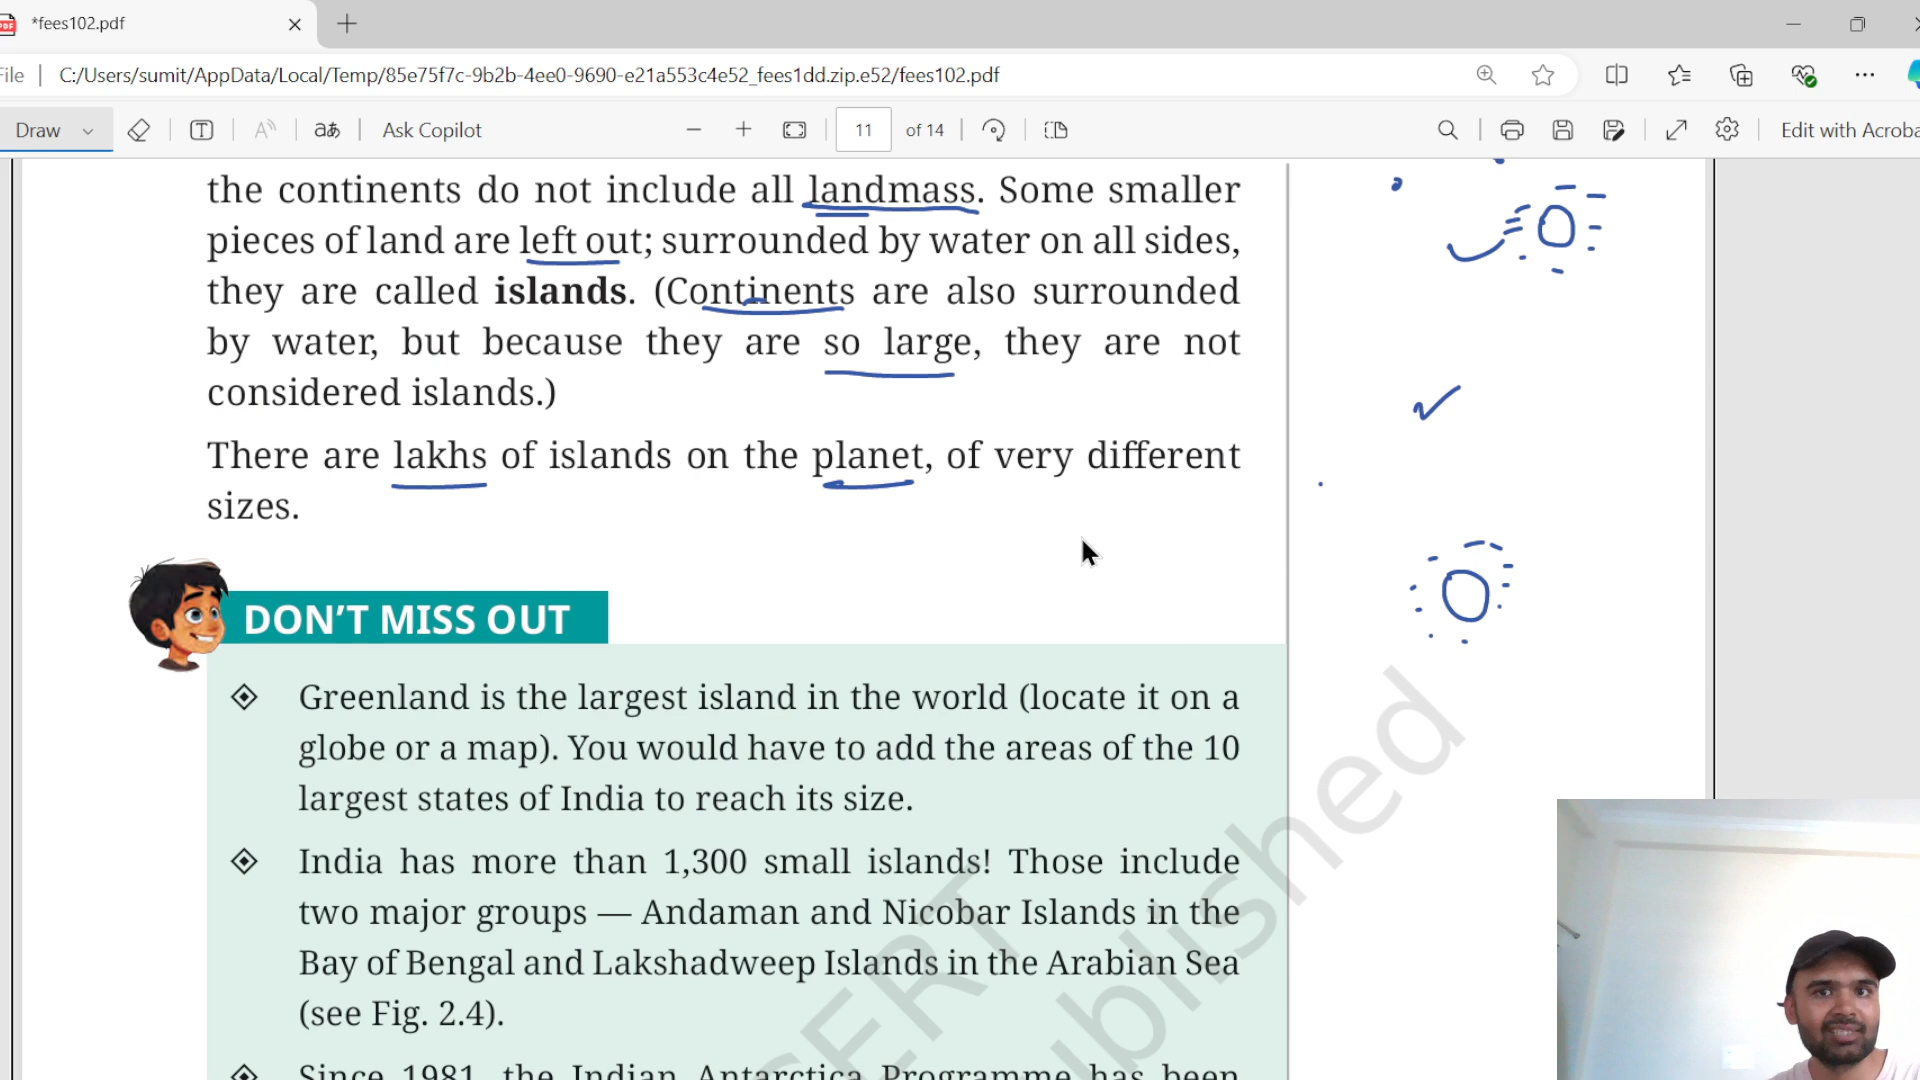 *fees102.pdf
File
C:/Users/sumit/AppData/Local/Temp/85e75f7c-9b2b-4ee0-9690-e21a553c4e52_fees1dd.zip.e52/fees102.pdf
Draw
Ask Copilot
11 of 14
Edit with Acroba
the continents do not include all landmass. Some smaller
pieces of land are left out; surrounded by water on all sides,
they are called islands. (Continents are also surrounded
by water, but because they are so large, they are not
considered islands.)
There are lakhs of islands on the planet, of very different
sizes.
DON'T MISS OUT
Greenland is the largest island in the world (locate it on a
globe or a map). You would have to add the areas of the 10
largest states of India to reach its size.
India has more than 1,300 small islands! Those include
two major groups — Andaman and Nicobar Islands in the
Bay of Bengal and Lakshadweep Islands in the Arabian Sea
(see Fig. 2.4).
Since 1981, the Indian Antarctica Programme has been